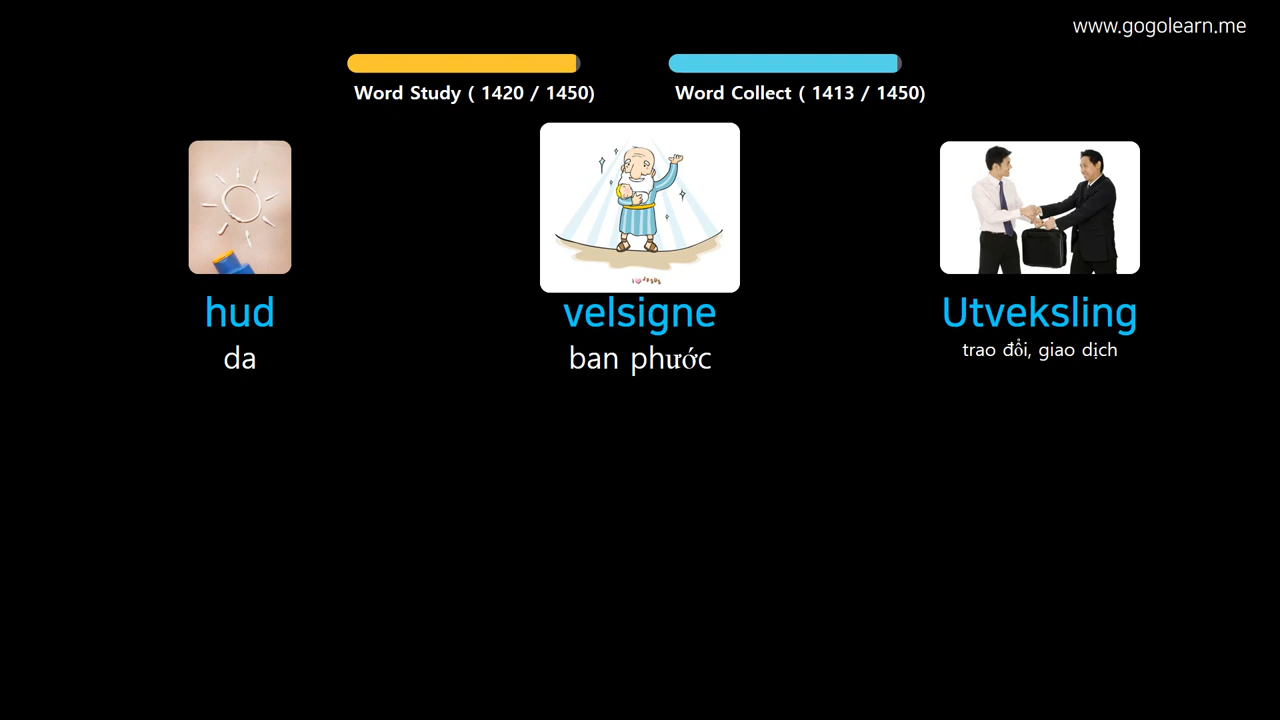 www.gogolearn.me
Word Study ( 1420 / 1450)
Word Collect ( 1413 / 1450)
hud
velsigne
Utveksling
da
ban phước
trao đổi, giao dịch